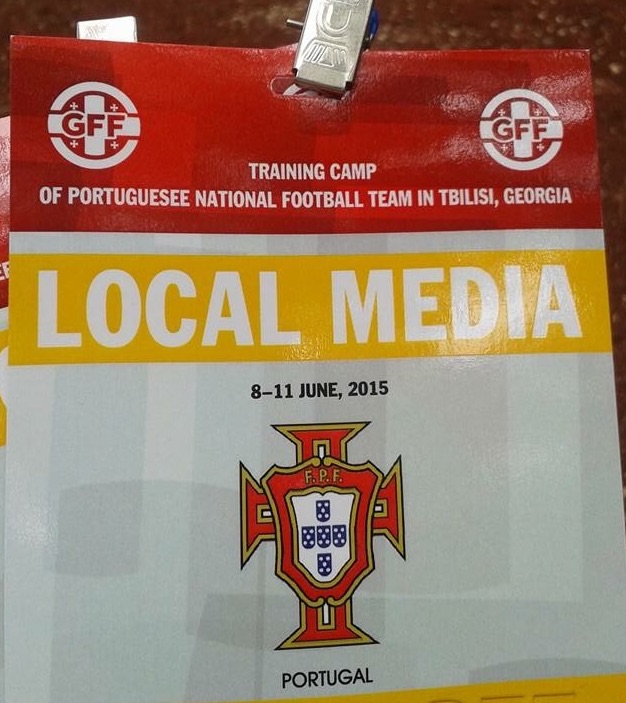 GFF
GFF
TRAINING CAMP
OF PORTUGUESEE NATIONAL FOOTBALL TEAM IN TBILISI, GEORGIA
LOCAL MEDIA
8–11 JUNE, 2015
F.P.F.
PORTUGAL